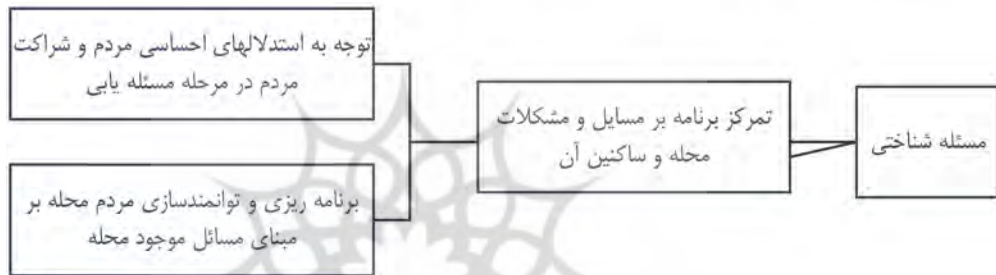 مسئله شناختی
تمرکز برنامه بر مسایل و مشکلات
محله و ساکنین آن
توجه به استدلالهای احساسی مردم و شراکت
مردم در مرحله مسئله یابی
برنامه ریزی و توانمندسازی مردم محله بر
مبنای مسائل موجود محله